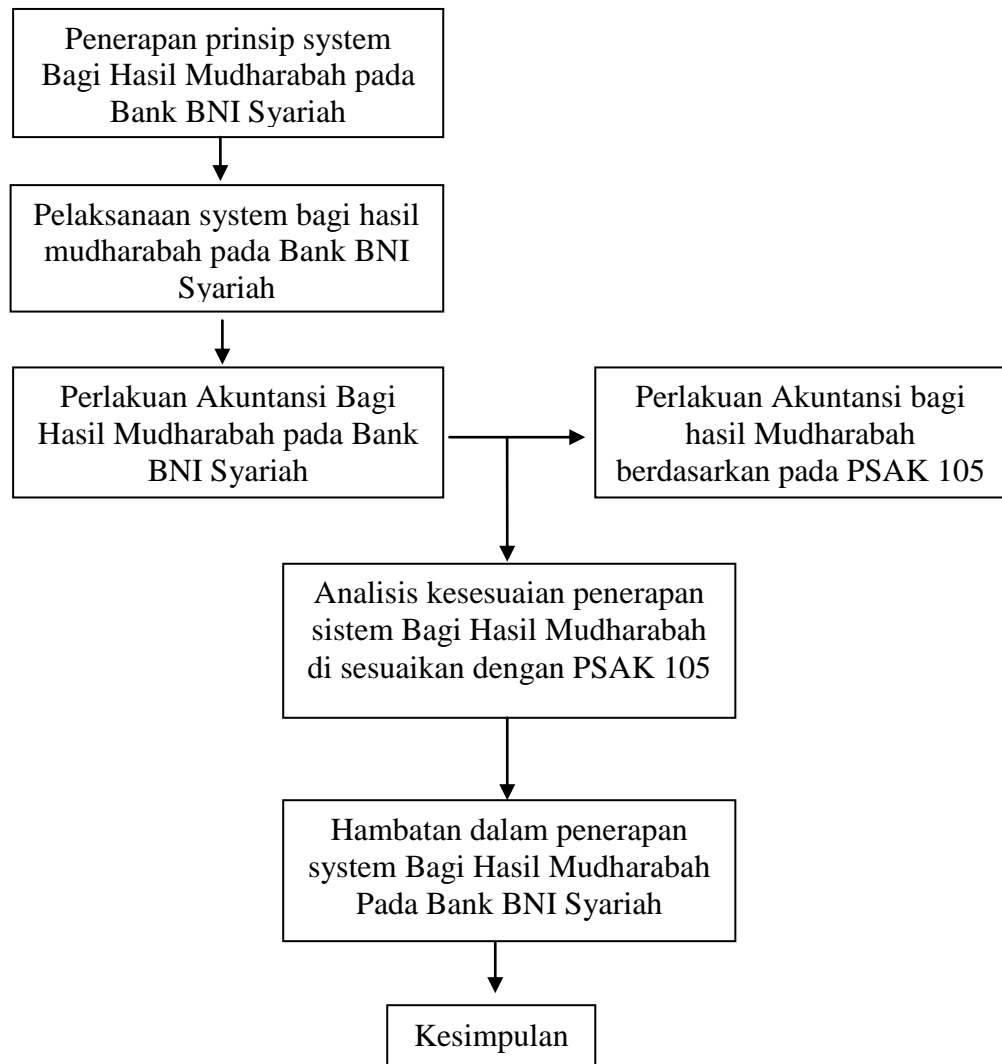 Penerapan prinsip system
Bagi Hasil Mudharabah pada
Bank BNI Syariah
Pelaksanaan system bagi hasil
mudharabah pada Bank BNI
Syariah
Perlakuan Akuntansi Bagi
Hasil Mudharabah pada Bank
BNI Syariah
Perlakuan Akuntansi bagi
hasil Mudharabah
berdasarkan pada PSAK 105
Analisis kesesuaian penerapan
sistem Bagi Hasil Mudharabah
di sesuaikan dengan PSAK 105
Hambatan dalam penerapan
system Bagi Hasil Mudharabah
Pada Bank BNI Syariah
Kesimpulan